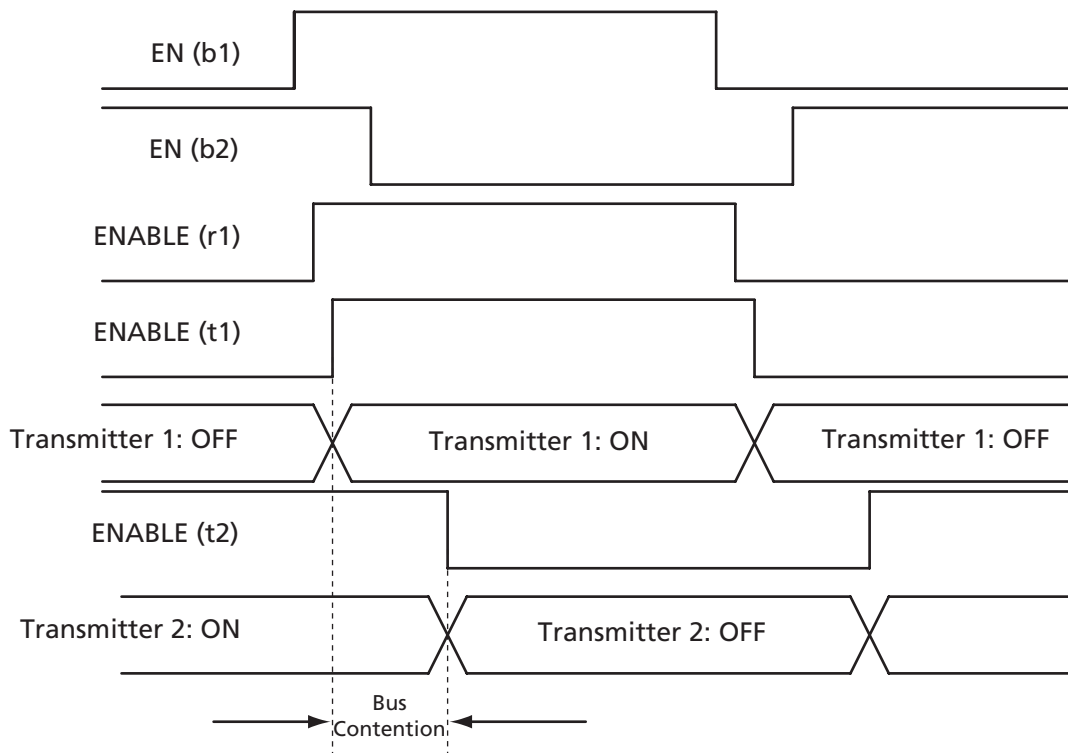 EN (b1)
EN (b2)
ENABLE (r1)
ENABLE (t1)
Transmitter 1: OFF
Transmitter 1: ON
Transmitter 1: OFF
ENABLE (t2)
Transmitter 2: ON
Transmitter 2: OFF
Bus
Contention